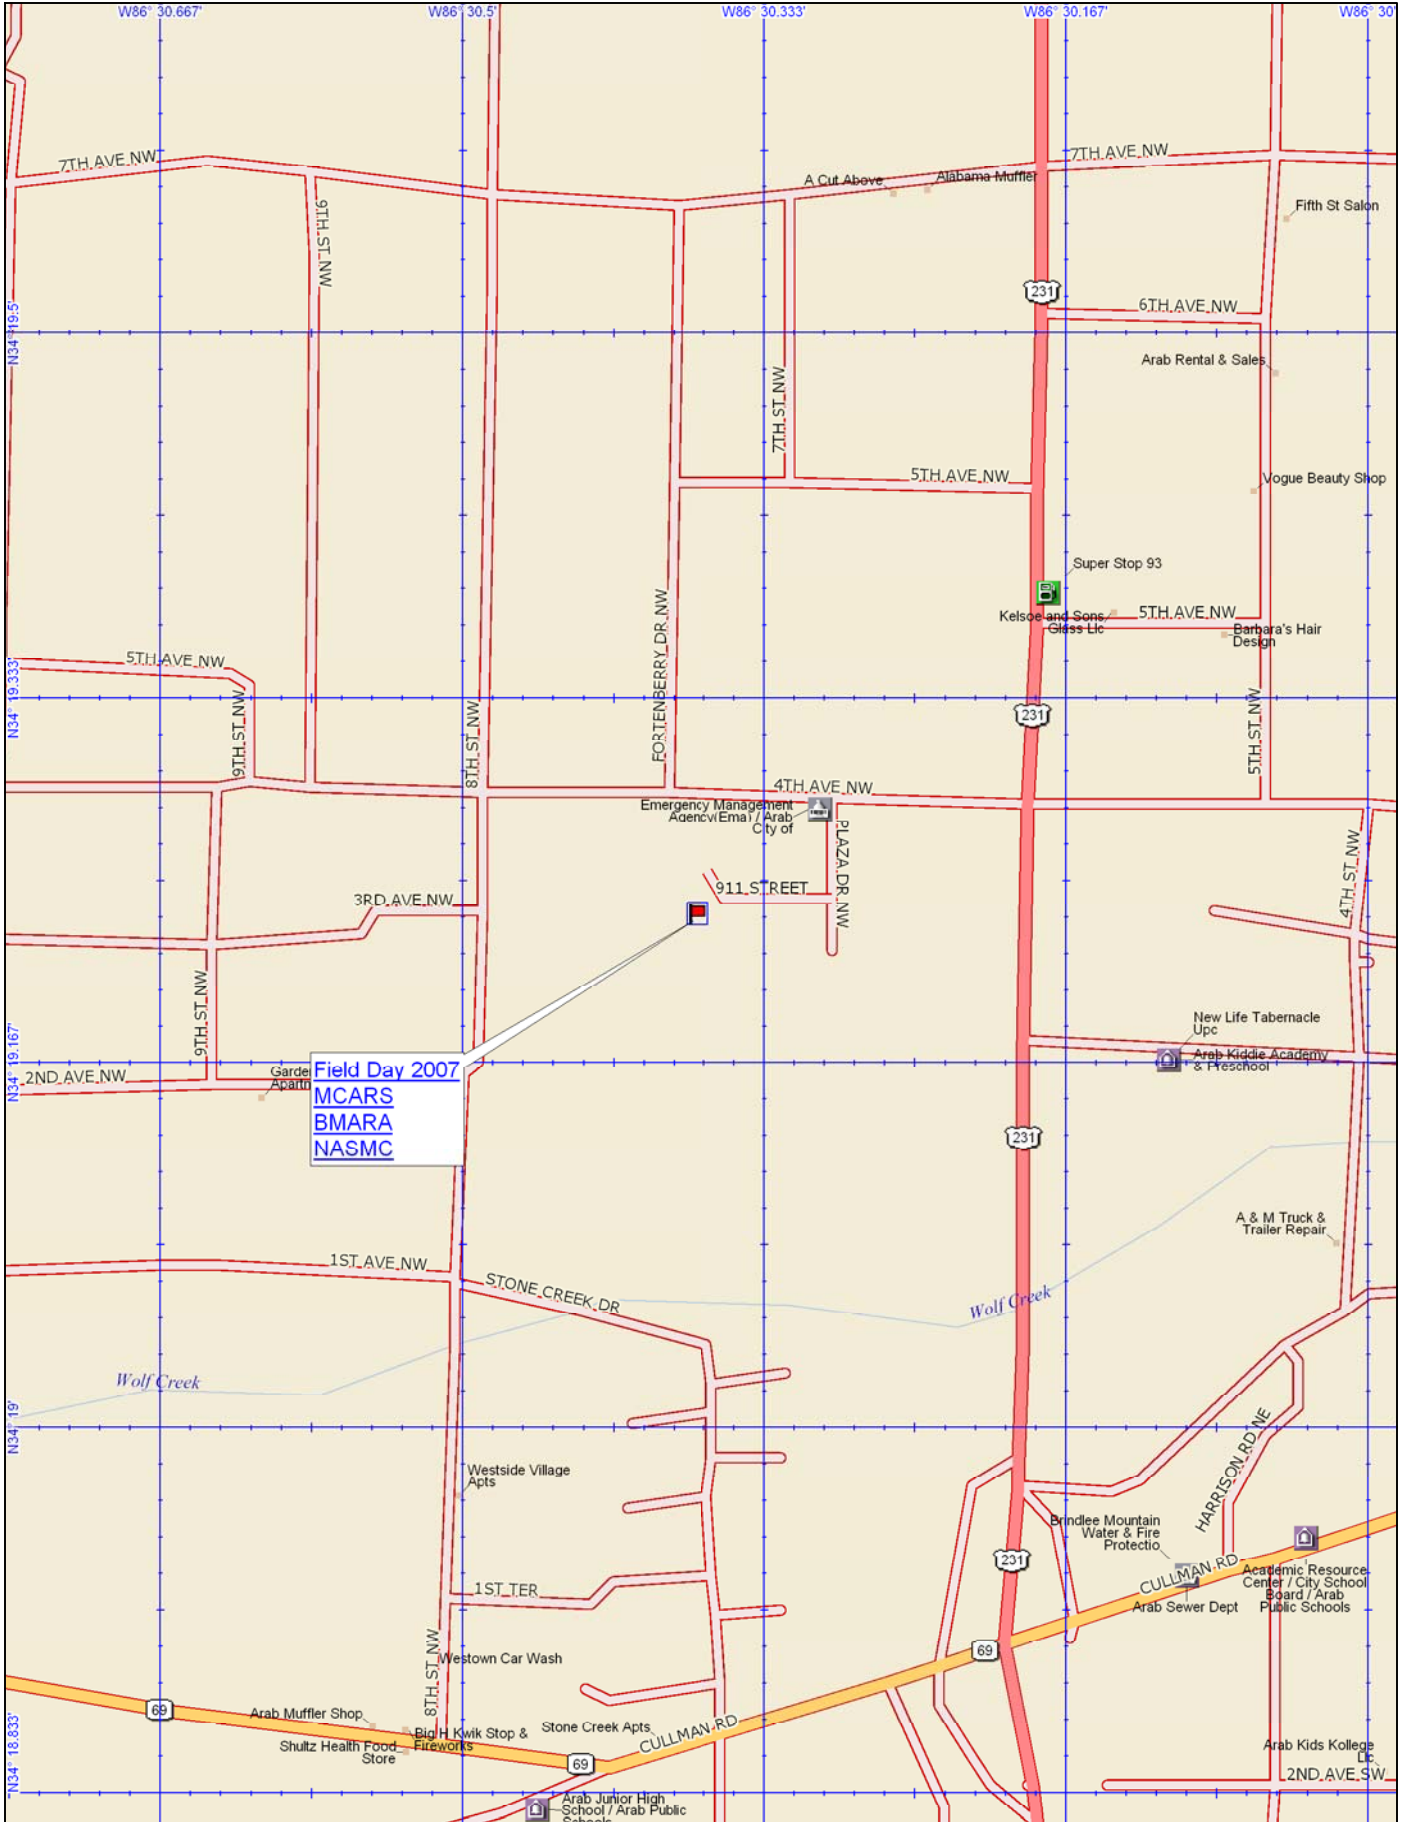 W86° 30.667'
W86° 30.5'
W86° 30.333'
W86° 30.167'
W86° 30'
7TH AVE NW
7TH AVE NW
A Cut Above
Alabama Muffler
9TH ST NW
Fifth St Salon
231
6TH AVE NW
N34° 19.5'
Arab Rental & Sales
7TH ST NW
5TH AVE NW
Vogue Beauty Shop
Super Stop 93
Kelsoe and Sons
Glass Llc
5TH AVE NW
Barbara's Hair
Design
FORTENBERRY DR NW
5TH AVE NW
N34° 19.333'
9TH ST NW
8TH ST NW
231
5TH ST NW
4TH AVE NW
Emergency Management
Agency(Ema) / Arab
City of
PLAZA DR NW
911 STREET
4TH ST NW
3RD AVE NW
9TH ST NW
New Life Tabernacle
Upc
Arab Kiddie Academy
& Preschool
N34° 19.167'
2ND AVE NW
Garde
Apartm
Field Day 2007
MCARS
BMARA
NASMC
231
A & M Truck &
Trailer Repair
1ST AVE NW
STONE CREEK DR
Wolf Creek
Wolf Creek
N34° 19'
HARRISON RD NE
Westside Village
Apts
Brindlee Mountain
Water & Fire
Protectio
231
CULLMAN RD
Academic Resource
Center / City School
Board / Arab
Public Schools
Arab Sewer Dept
1ST TER
8TH ST NW
Westown Car Wash
69
69
Arab Muffler Shop
Big H Kwik Stop &
Fireworks
Shultz Health Food
Store
Stone Creek Apts
CULLMAN RD
69
N34° 18.833'
Arab Kids Kollege
Llc
2ND AVE SW
Arab Junior High
School / Arab Public
Schools